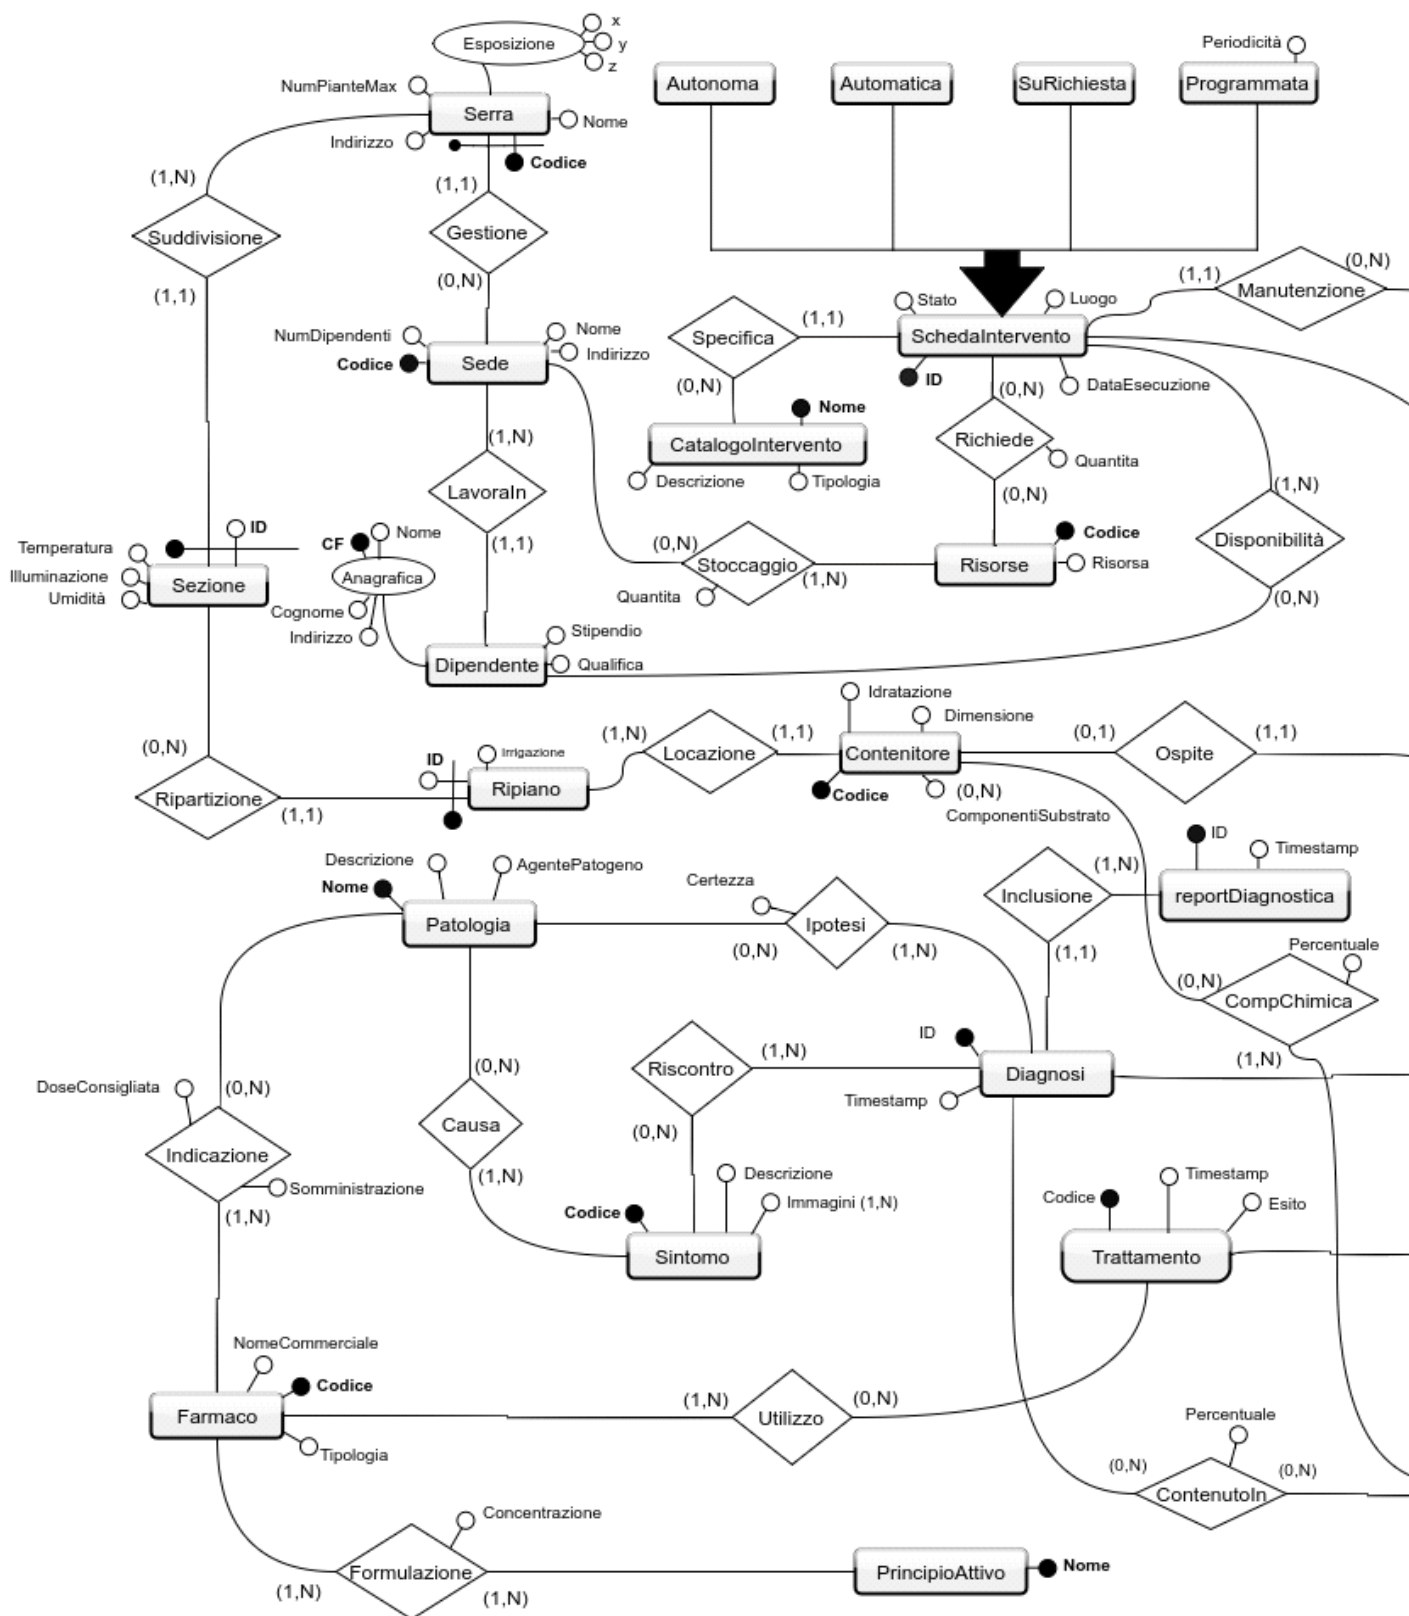 x
Esposizione
y
z
Periodicità
Autonoma
Automatica
SuRichiesta
Programmata
NumPianteMax
Serra
Nome
Indirizzo
Codice
(1,N)
(1,1)
Suddivisione
Gestione
(1,1)
(0,N)
(0,N)
(1,1)
Manutenzione
Stato
Luogo
NumDipendenti
Nome
Indirizzo
Codice
Sede
Specifica
(1,1)
SchedaIntervento
(0,N)
ID
(0,N)
DataEsecuzione
Nome
(1,N)
CatalogoIntervento
Richiede
Quantita
Descrizione
Tipologia
LavoraIn
(0,N)
(1,N)
ID
Nome
CF
(1,1)
Codice
Disponibilità
Temperatura
(0,N)
Stoccaggio
Risorse
Risorsa
Illuminazione
Sezione
Anagrafica
(1,N)
Umidità
Quantita
(0,N)
Cognome
Indirizzo
Stipendio
Dipendente
Qualifica
Idratazione
Dimensione
(0,N)
ID
Irrigazione
(1,N)
Locazione
(1,1)
Contenitore
(0,1)
Ospite
(1,1)
Ripartizione
(1,1)
Ripiano
Codice
(0,N)
ComponentiSubstrato
ID
Timestamp
Descrizione
AgentePatogeno
Nome
Certezza
Inclusione
(1,N)
reportDiagnostica
Patologia
Ipotesi
(0,N)
(1,N)
(1,1)
Percentuale
(0,N)
CompChimica
ID
Riscontro
(1,N)
Diagnosi
(1,N)
(0,N)
(0,N)
DoseConsigliata
Timestamp
Causa
(0,N)
Indicazione
(1,N)
Descrizione
Timestamp
Somministrazione
Immagini (1,N)
Codice
Esito
(1,N)
Codice
Sintomo
Trattamento
NomeCommerciale
Codice
Farmaco
(1,N)
Utilizzo
(0,N)
Percentuale
Tipologia
(0,N)
(0,N)
ContenutoIn
Concentrazione
Formulazione
PrincipioAttivo
Nome
(1,N)
(1,N)